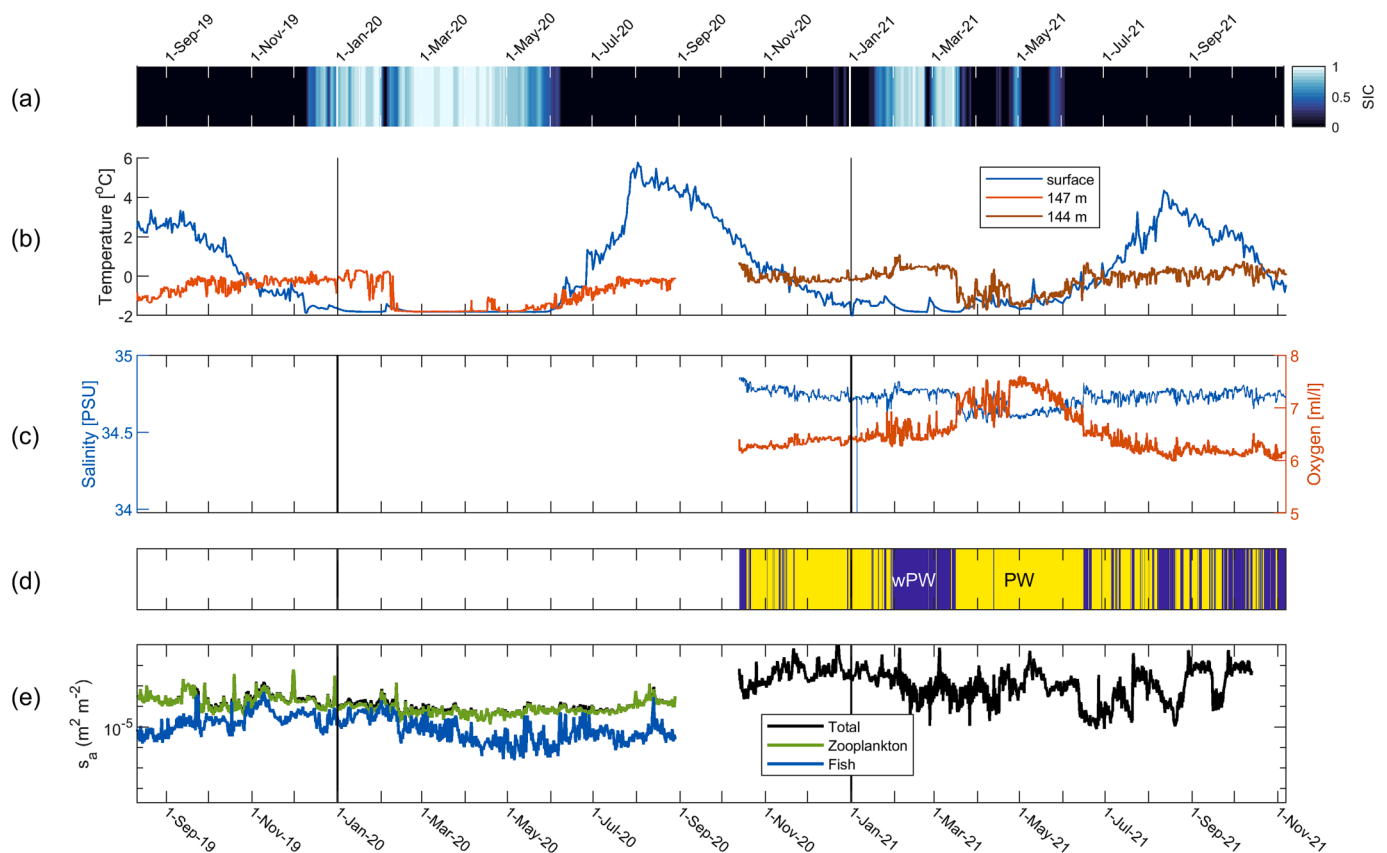 1-Sep-19 1-Nov-19 1-Jan-20 1-Mar-20 1-May-20 1-Jul-20 1-Sep-20 1-Nov-20 1-Jan-21 1-Mar-21 1-May-21 1-Jul-21 1-Sep-21
(a)
1
0.5
0
SIC
(b)
Temperature [°C]
6
4
2
0
-2
surface
147 m
144 m
(c)
Salinity [PSU]
35
34.5
34
8
7
6
5
Oxygen [ml/l]
(d)
wPW PW
(e)
s_a (m² m⁻²)
10⁻⁵
Total
Zooplankton
Fish
1-Sep-19 1-Nov-19 1-Jan-20 1-Mar-20 1-May-20 1-Jul-20 1-Sep-20 1-Nov-20 1-Jan-21 1-Mar-21 1-May-21 1-Jul-21 1-Sep-21 1-Nov-21